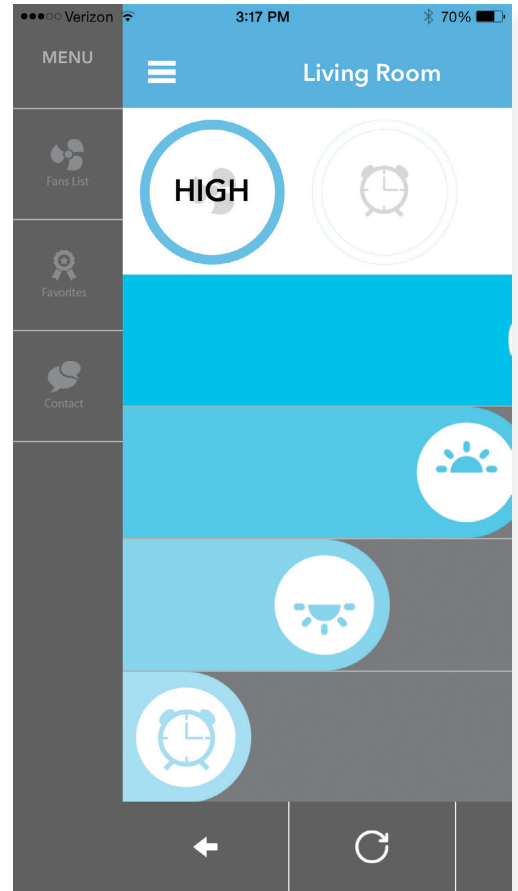 Verizon 3:17 PM 70%
MENU
Living Room
HIGH
Fans List
Favorites
Contact